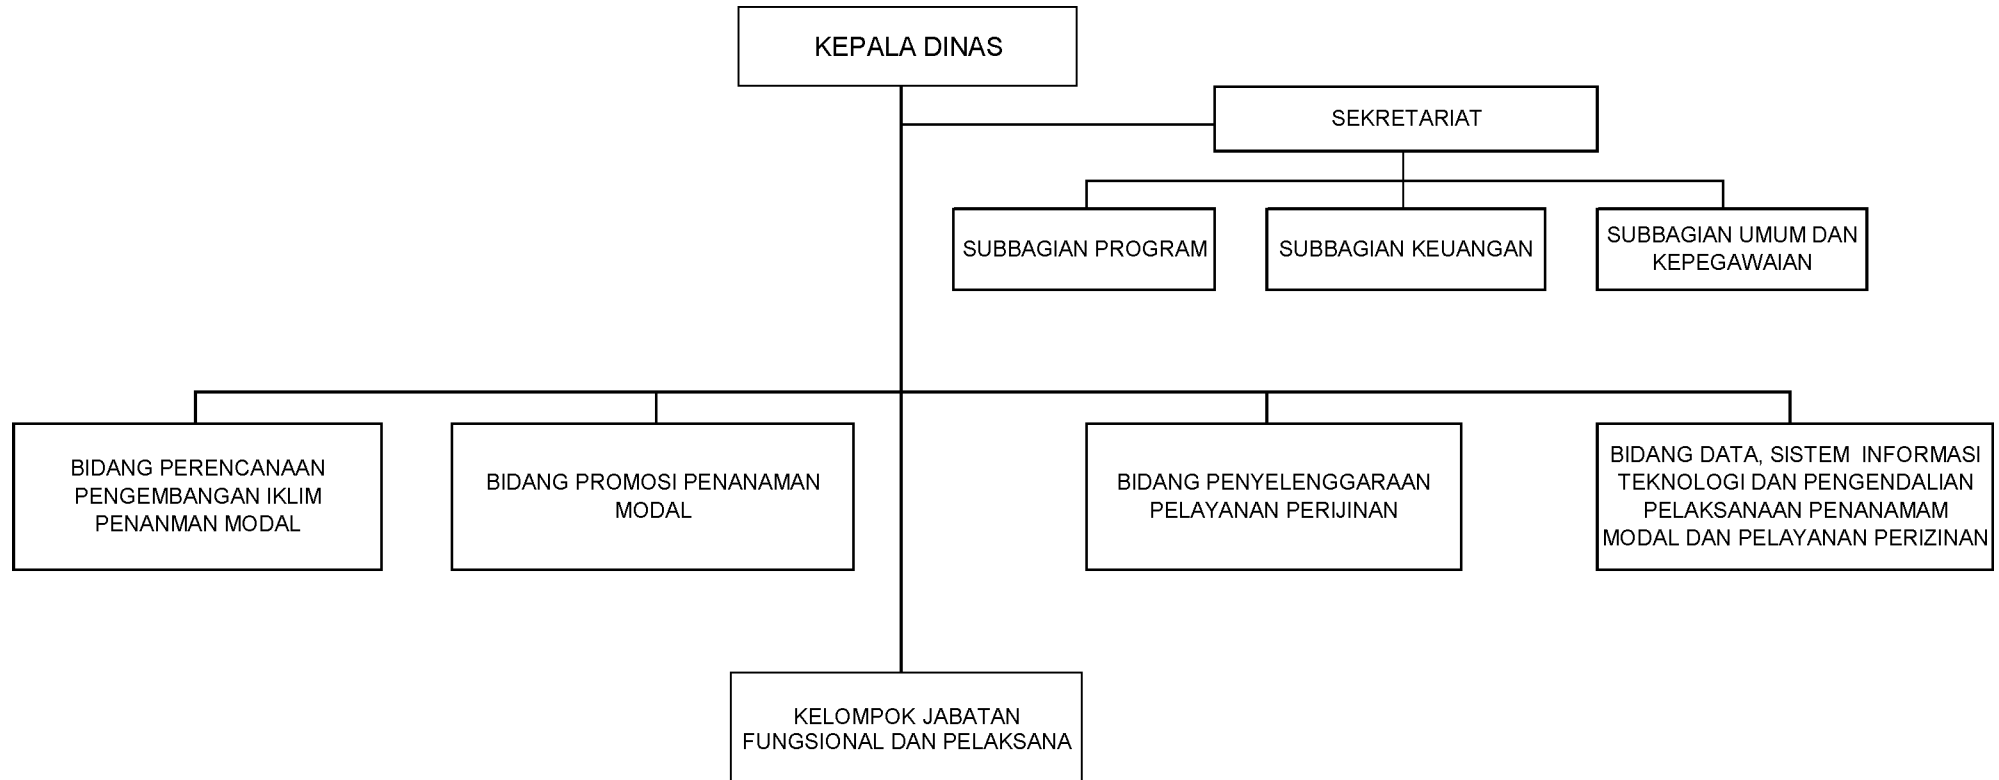 KEPALA DINAS
SEKRETARIAT
SUBBAGIAN PROGRAM
SUBBAGIAN KEUANGAN
SUBBAGIAN UMUM DAN
KEPEGAWAIAN
BIDANG PERENCANAAN
PENGEMBANGAN IKLIM
PENANMAN MODAL
BIDANG PROMOSI PENANAMAN
MODAL
BIDANG PENYELENGGARAAN
PELAYANAN PERIJINAN
BIDANG DATA, SISTEM  INFORMASI
TEKNOLOGI DAN PENGENDALIAN
PELAKSANAAN PENANAMAM
MODAL DAN PELAYANAN PERIZINAN
KELOMPOK JABATAN
FUNGSIONAL DAN PELAKSANA